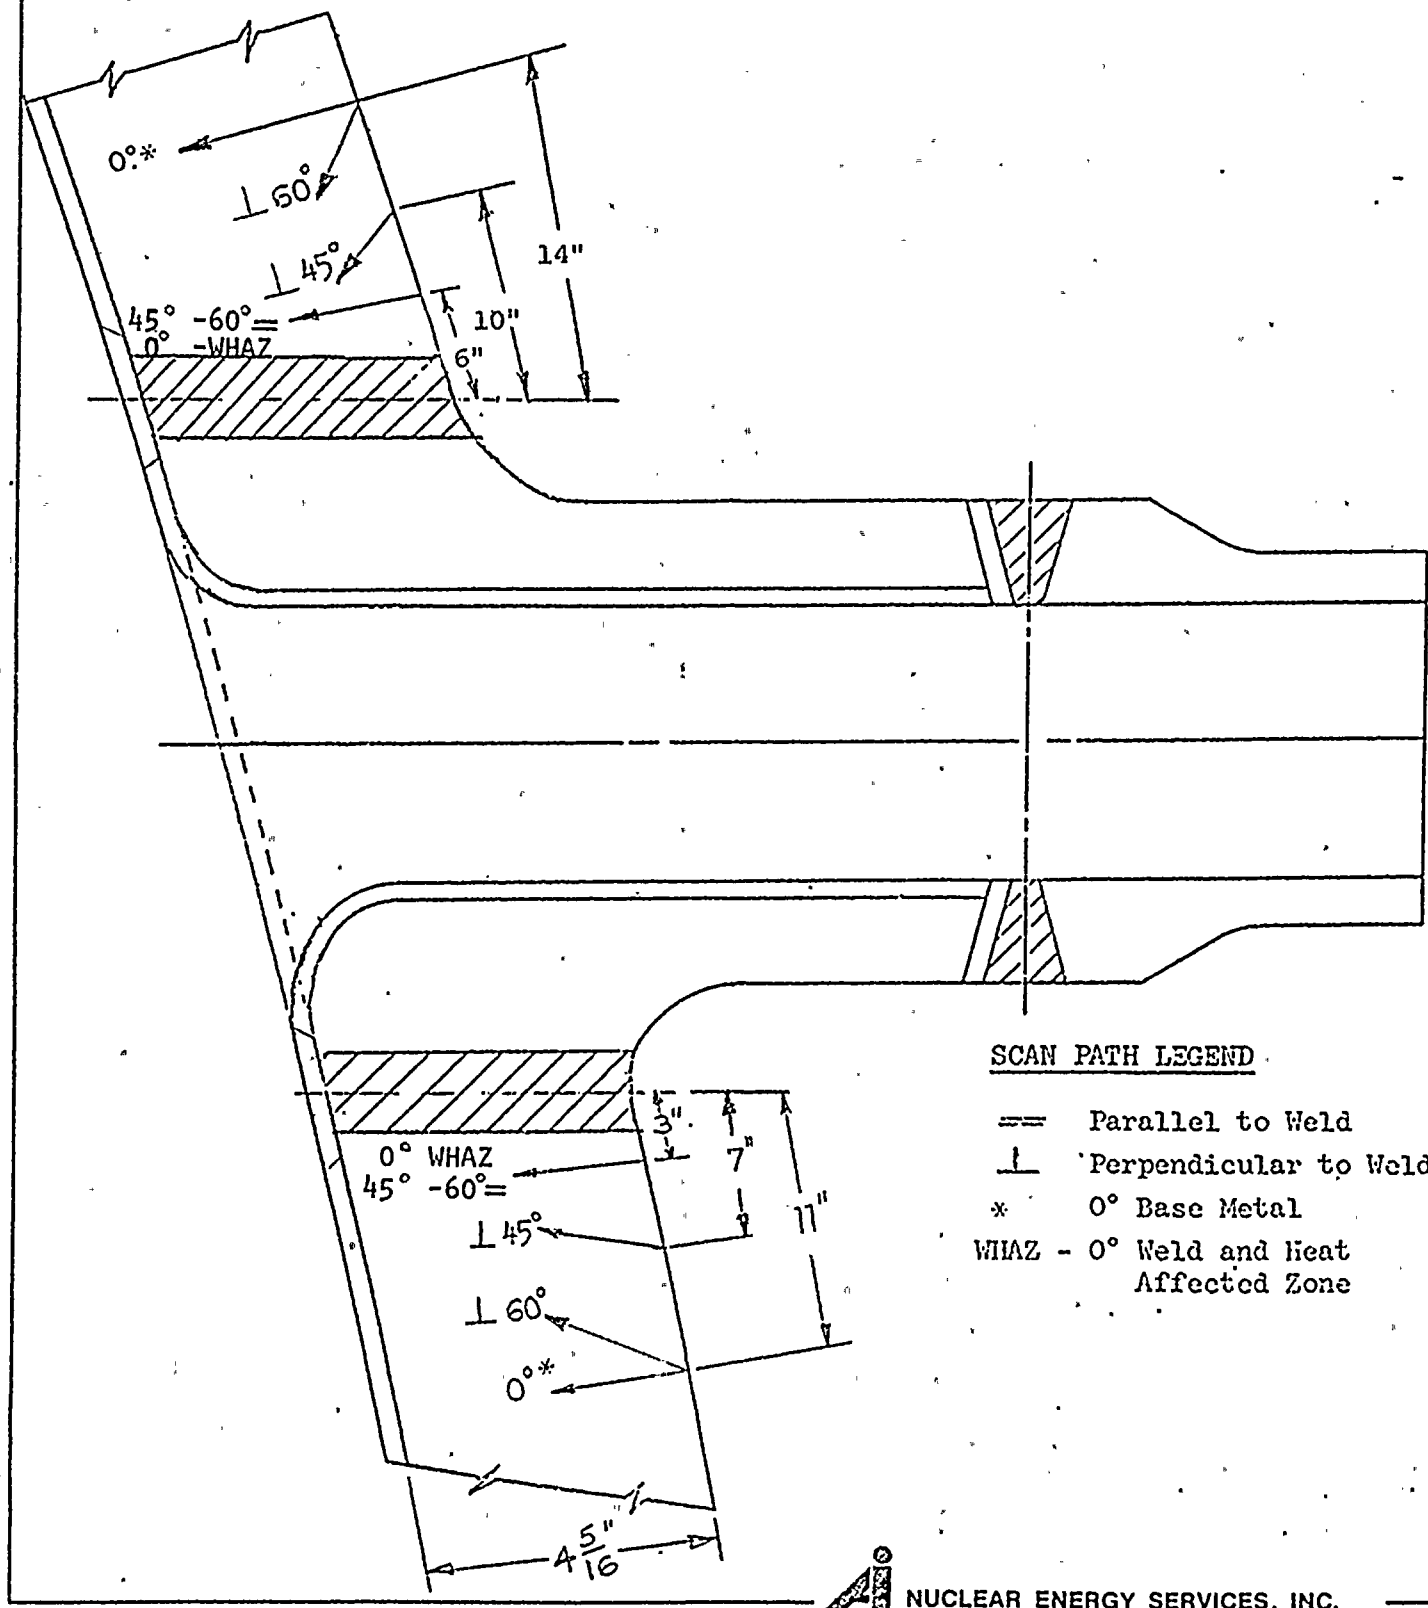 0°*
⊥ 60°
14"
⊥ 45°
10"
45° -60°=
0° -WHAZ
6"
SCAN PATH LEGEND
== Parallel to Weld
⊥ Perpendicular to Weld
* 0° Base Metal
WHAZ - 0° Weld and Heat
Affected Zone
3"
7"
11"
0° WHAZ
45° -60°=
⊥ 45°
⊥ 60°
0°*
4 5/16"
NUCLEAR ENERGY SERVICES, INC.